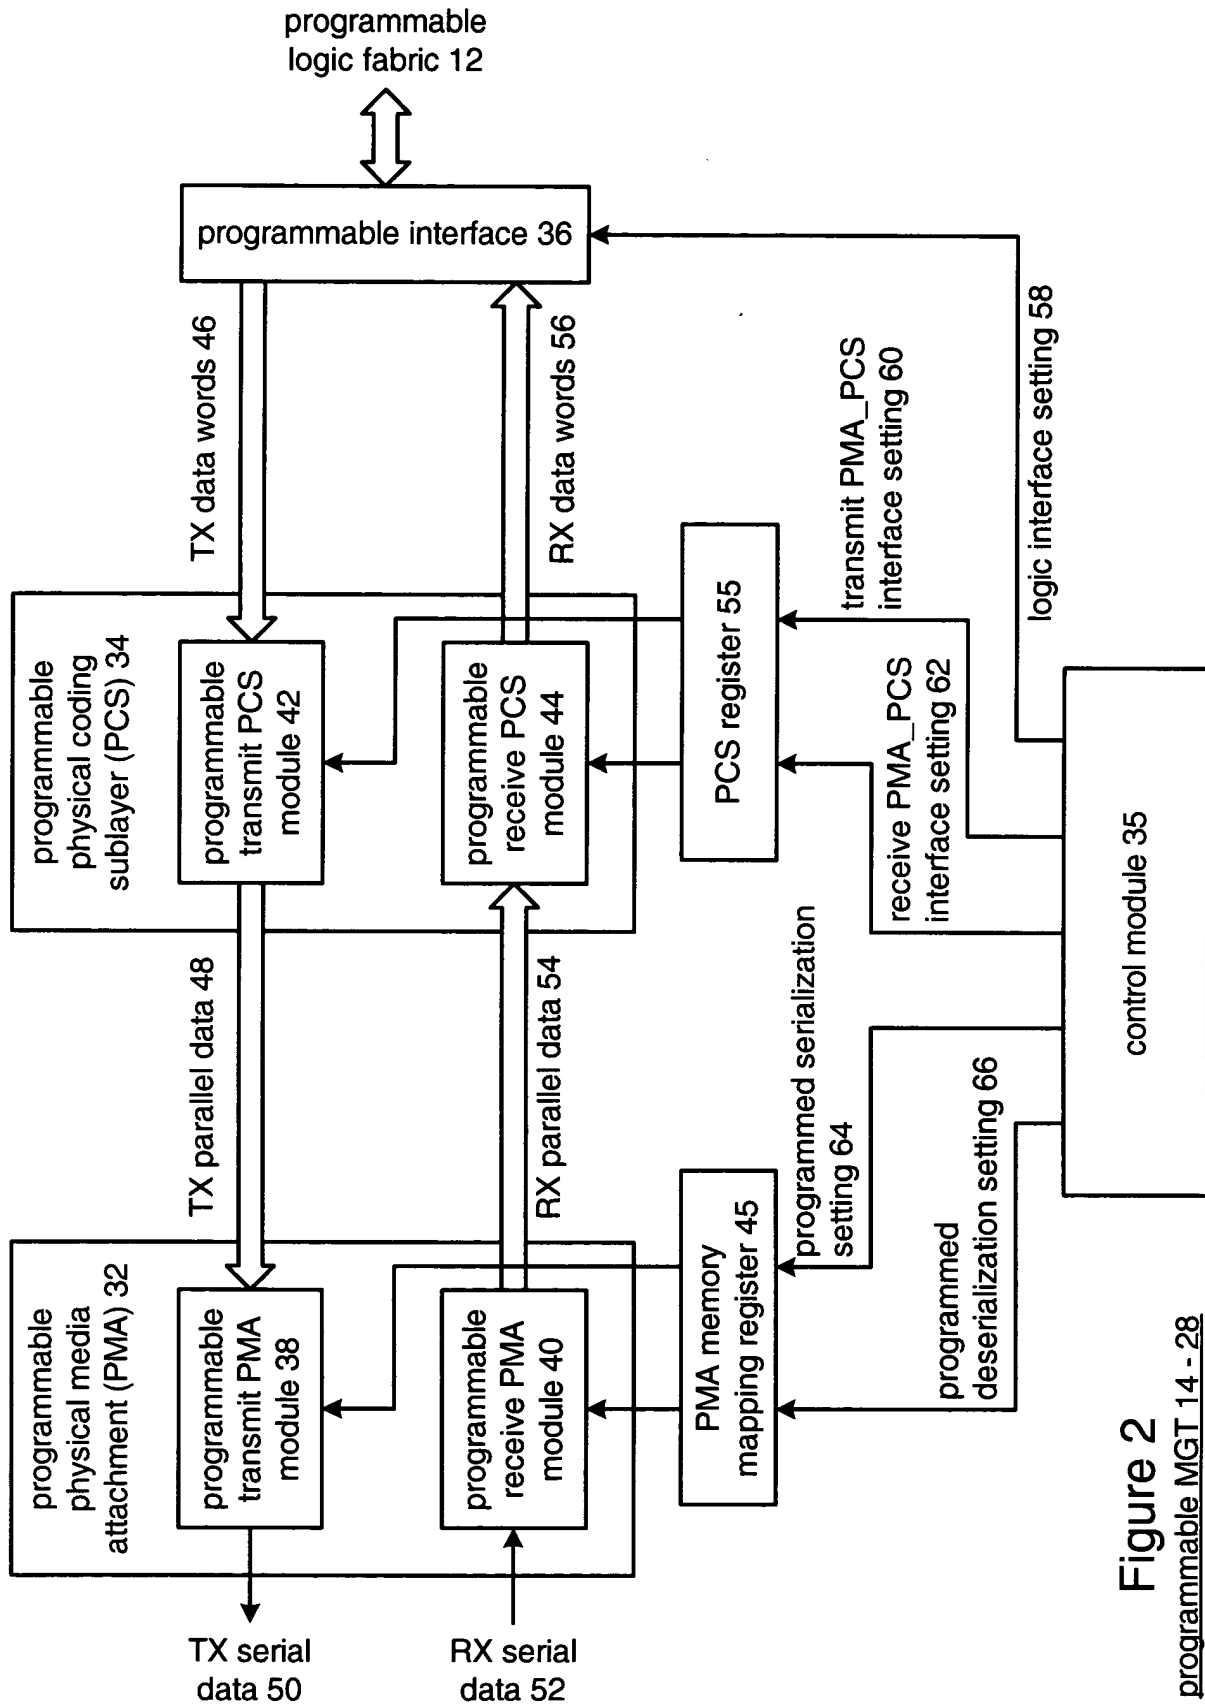 programmable
logic fabric 12
programmable interface 36
TX data words 46
RX data words 56
programmable
physical coding
sublayer (PCS) 34
programmable
transmit PCS
module 42
programmable
receive PCS
module 44
PCS register 55
transmit PMA_PCS
interface setting 60
receive PMA_PCS
interface setting 62
logic interface setting 58
TX parallel data 48
RX parallel data 54
programmable
physical media
attachment (PMA) 32
programmable
transmit PMA
module 38
programmable
receive PMA
module 40
PMA memory
mapping register 45
programmed serialization
setting 64
programmed
deserialization setting 66
control module 35
TX serial
data 50
RX serial
data 52
Figure 2
programmable MGT 14 - 28